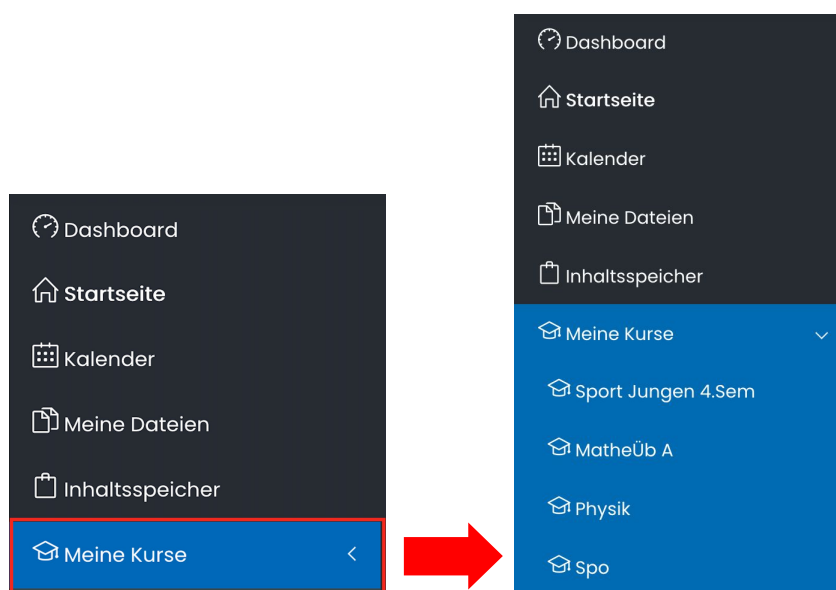 Dashboard
Startseite
Kalender
Meine Dateien
Inhaltsspeicher
Meine Kurse
Dashboard
Startseite
Kalender
Meine Dateien
Inhaltsspeicher
Meine Kurse
Sport Jungen 4.Sem
MatheÜb A
Physik
Spo